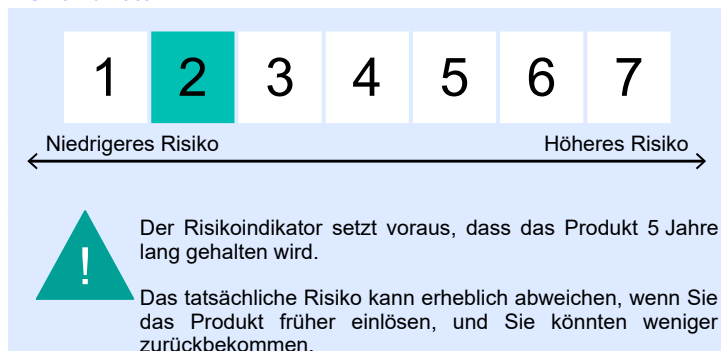 1 2 3 4 5 6 7
Niedrigeres Risiko Höheres Risiko
! Der Risikoindikator setzt voraus, dass das Produkt 5 Jahre
lang gehalten wird.
Das tatsächliche Risiko kann erheblich abweichen, wenn Sie
das Produkt früher einlösen, und Sie könnten weniger
zurückbekommen.